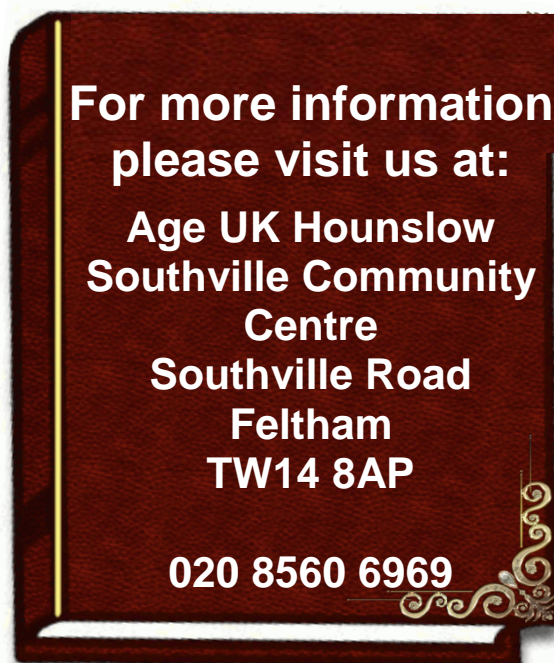 For more information
please visit us at:
Age UK Hounslow
Southville Community
Centre
Southville Road
Feltham
TW14 8AP
020 8560 6969